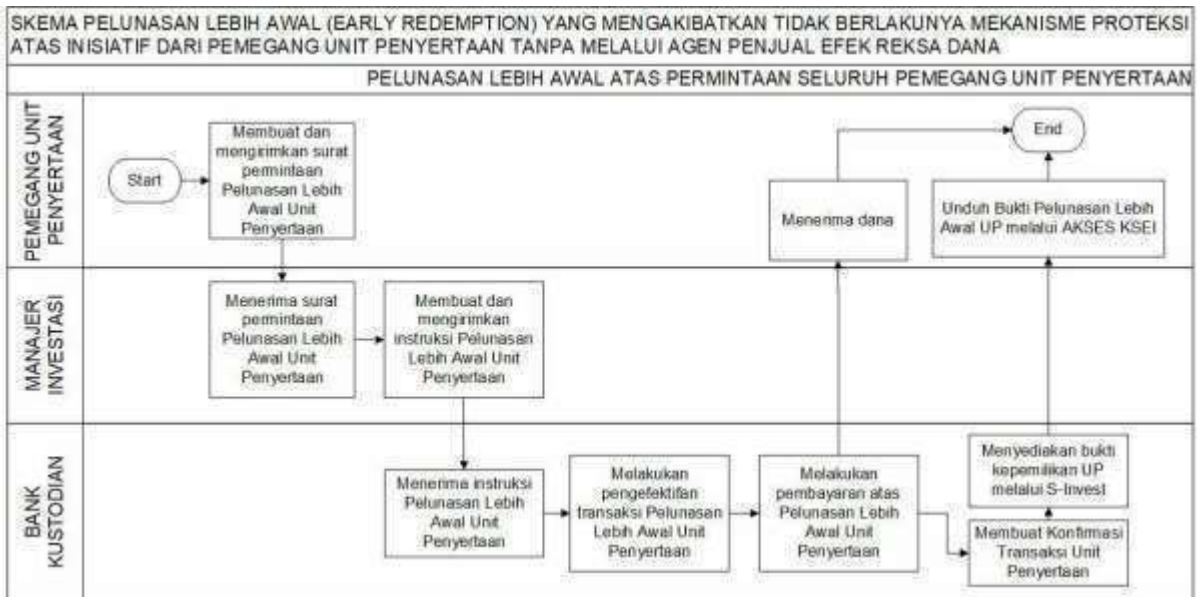 SKEMA PELUNASAN LEBIH AWAL (EARLY REDEMPTION) YANG MENGAKIBATKAN TIDAK BERLAKUNYA MEKANISME PROTEKSI
ATAS INISIATIF DARI PEMEGANG UNIT PENYERTAAN TANPA MELALUI AGEN PENJUAL EFEK REKSA DANA
PELUNASAN LEBIH AWAL ATAS PERMINTAAN SELURUH PEMEGANG UNIT PENYERTAAN
PEMEGANG UNIT
PENYERTAAN
Start
Membuat dan
mengirimkan surat
permintaan
Pelunasan Lebih
Awal Unit
Penyertaan
Menerima dana
End
Unduh Bukti Pelunasan Lebih
Awal UP melalui AKSES KSEI
MANAJER
INVESTASI
Menerima surat
permintaan
Pelunasan Lebih
Awal Unit
Penyertaan
Membuat dan
mengirimkan
instruksi Pelunasan
Lebih Awal Unit
Penyertaan
BANK
KUSTODIAN
Menerima instruksi
Pelunasan Lebih
Awal Unit
Penyertaan
Melakukan
pengefektifan
transaksi Pelunasan
Lebih Awal Unit
Penyertaan
Melakukan
pembayaran atas
Pelunasan Lebih
Awal Unit
Penyertaan
Menyediakan bukti
kepemilikan UP
melalui S-Invest
Membuat Konfirmasi
Transaksi Unit
Penyertaan